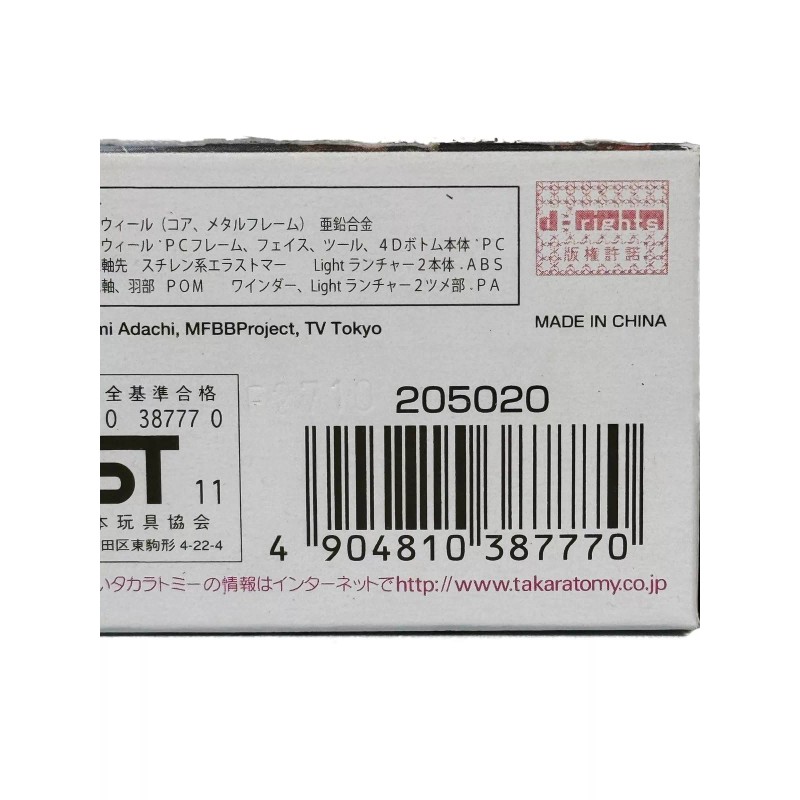 ウィール（コア、メタルフレーム） 亜鉛合金
ウィール・PCフレーム、フェイス、ツール、4Dボトム本体・PC
軸先 スチレン系エラストマー Lightランチャー2本体・ABS
軸、羽部 POM ワインダー、Lightランチャー2ツメ部・PA
d rights
版権許諾
mi Adachi, MFBBProject, TV Tokyo
MADE IN CHINA
全基準合格
0 38777 0
ST 11
本玩具協会
田区東駒形 4-22-4
205020
4 904810 387770
いタカラトミーの情報はインターネットでhttp://www.takaratomy.co.jp